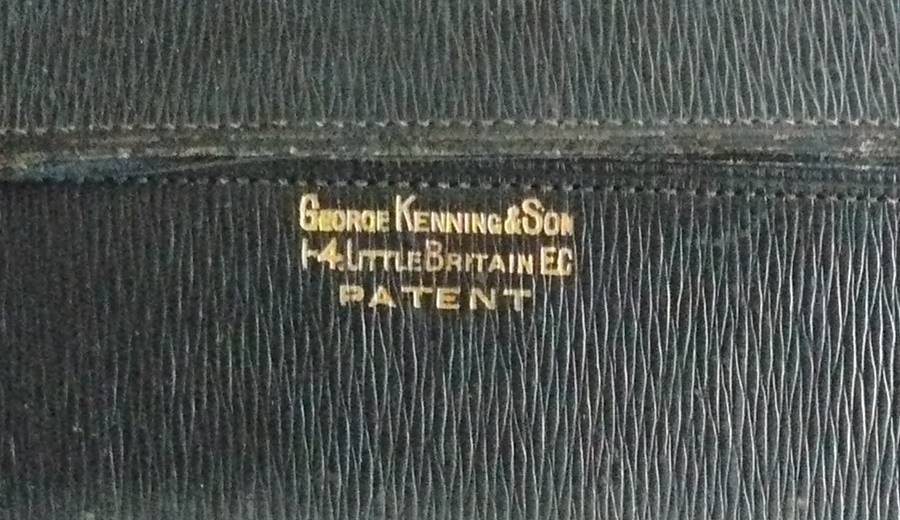 GEORGE KENNING & SON
1-4. LITTLE BRITAIN EC
PATENT